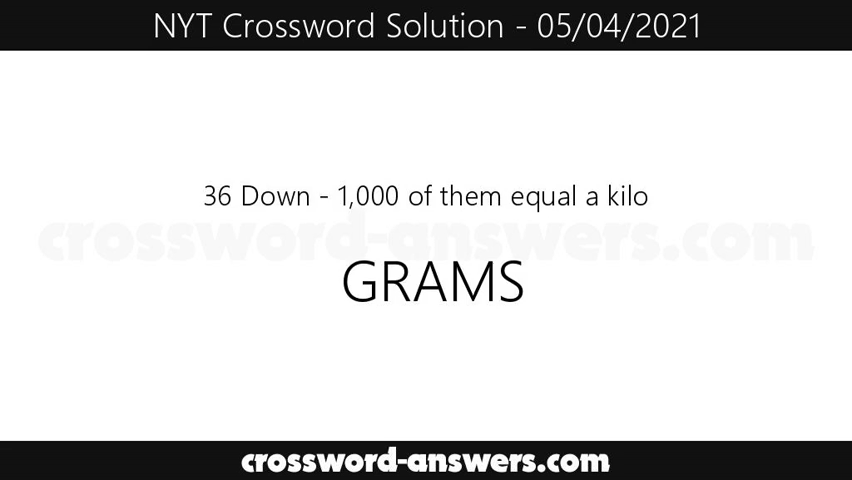 NYT Crossword Solution - 05/04/2021
36 Down - 1,000 of them equal a kilo
crossword-answers.com
GRAMS
crossword-answers.com